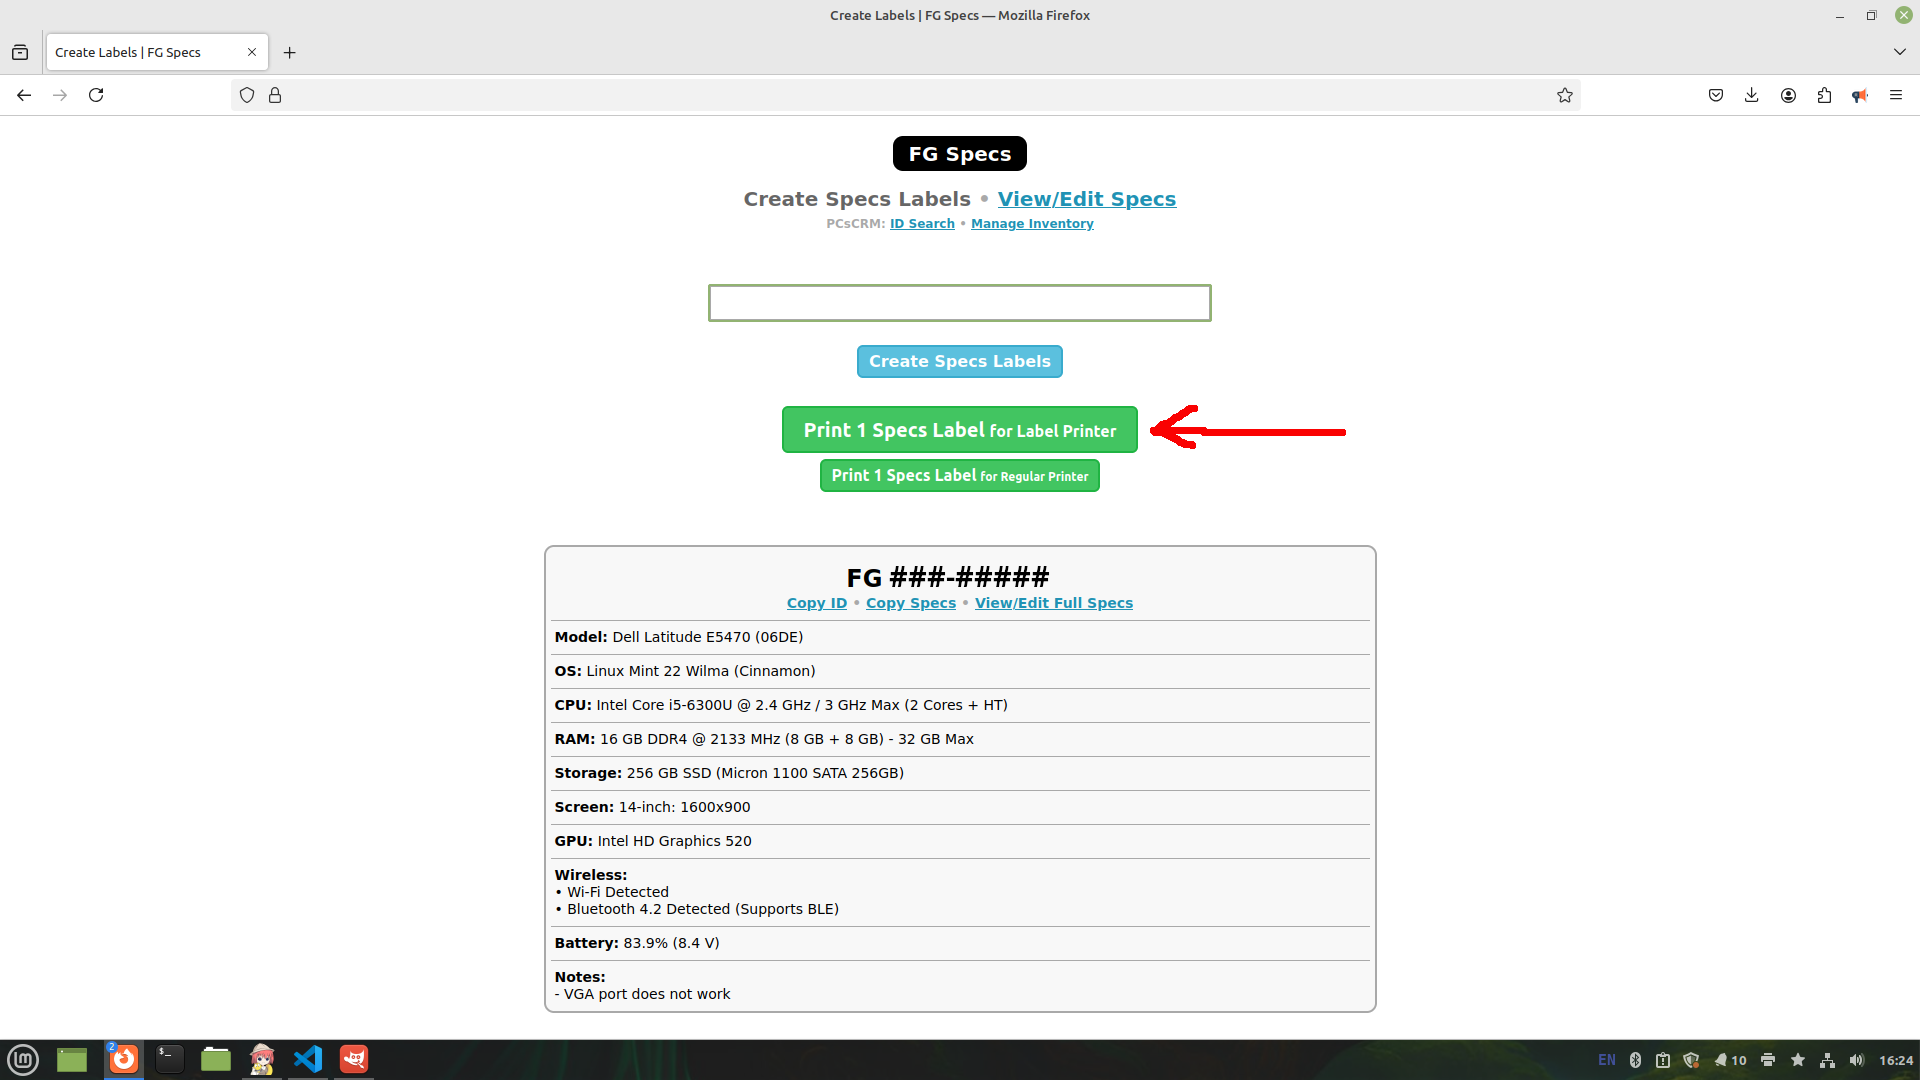 Create Labels | FG Specs — Mozilla Firefox
Create Labels | FG Specs
FG Specs
Create Specs Labels • View/Edit Specs
PCsCRM: ID Search • Manage Inventory
Create Specs Labels
Print 1 Specs Label for Label Printer
Print 1 Specs Label for Regular Printer
FG ###-#####
Copy ID • Copy Specs • View/Edit Full Specs
Model: Dell Latitude E5470 (06DE)
OS: Linux Mint 22 Wilma (Cinnamon)
CPU: Intel Core i5-6300U @ 2.4 GHz / 3 GHz Max (2 Cores + HT)
RAM: 16 GB DDR4 @ 2133 MHz (8 GB + 8 GB) - 32 GB Max
Storage: 256 GB SSD (Micron 1100 SATA 256GB)
Screen: 14-inch: 1600x900
GPU: Intel HD Graphics 520
Wireless:
• Wi-Fi Detected
• Bluetooth 4.2 Detected (Supports BLE)
Battery: 83.9% (8.4 V)
Notes:
- VGA port does not work
2
$_
EN
10
16:24